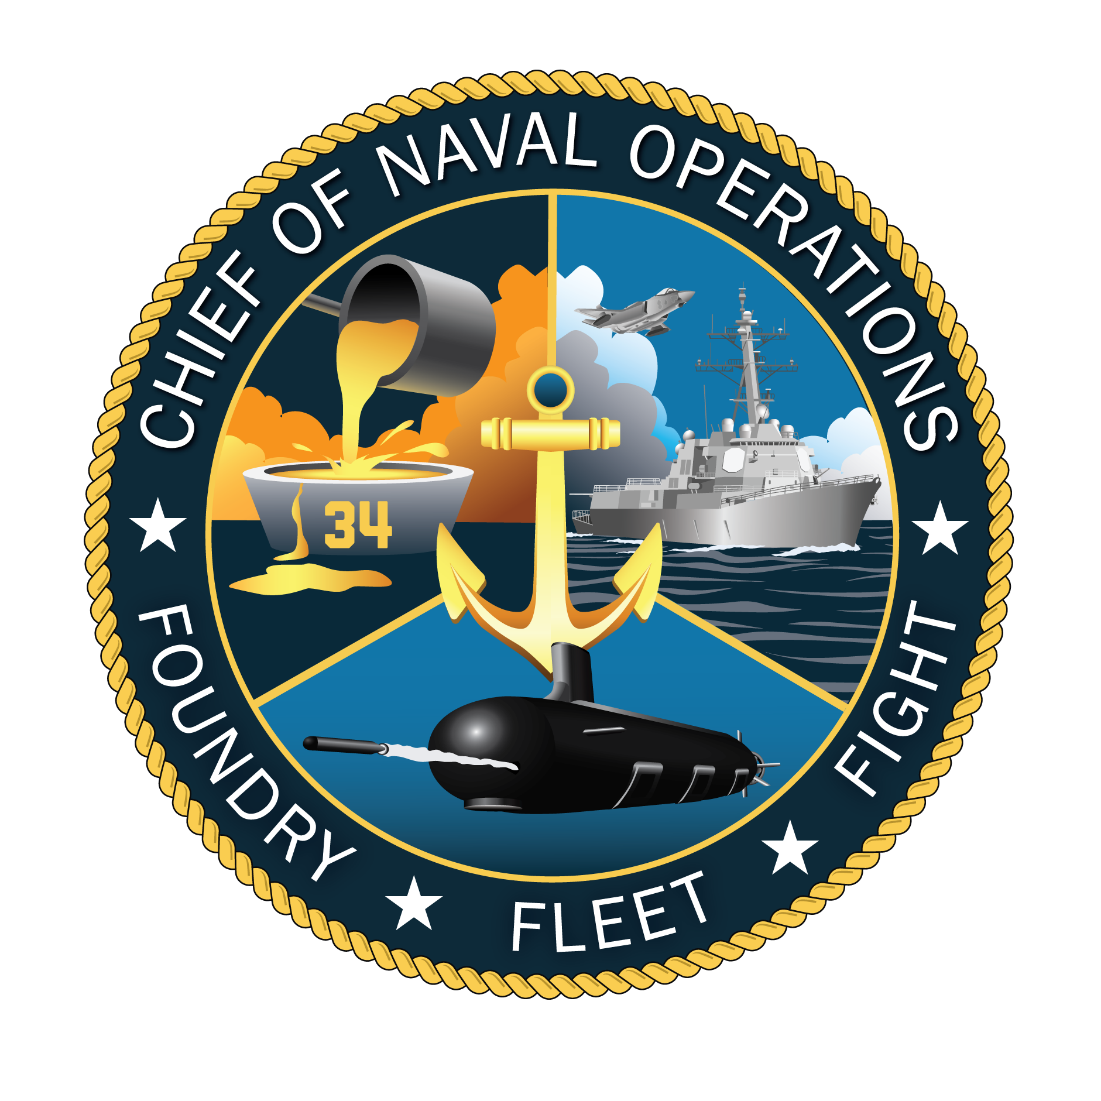 CHIEF OF NAVAL OPERATIONS
34
FOUNDRY
FLEET
FIGHT